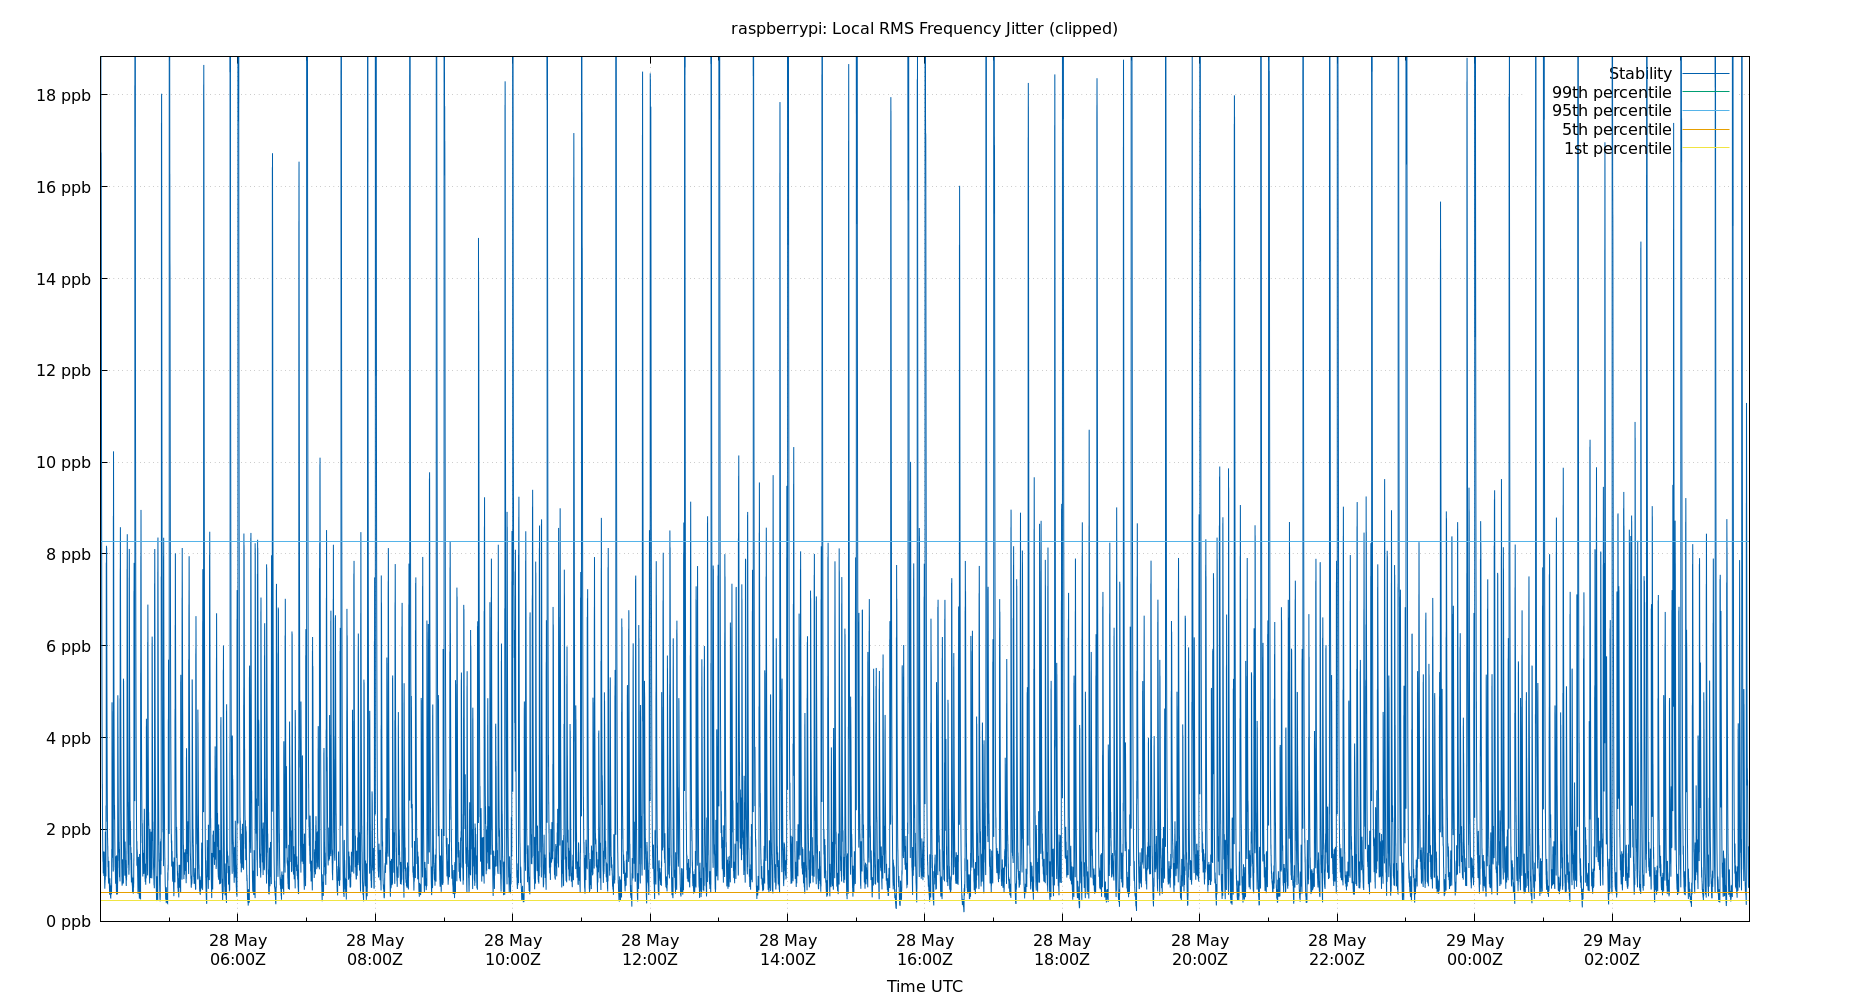 raspberrypi: Local RMS Frequency Jitter (clipped)
Stability
99th percentile
95th percentile
5th percentile
1st percentile
18 ppb
16 ppb
14 ppb
12 ppb
10 ppb
8 ppb
6 ppb
4 ppb
2 ppb
0 ppb
28 May 28 May 28 May 28 May 28 May 28 May 28 May 28 May 28 May 29 May 29 May
06:00Z 08:00Z 10:00Z 12:00Z 14:00Z 16:00Z 18:00Z 20:00Z 22:00Z 00:00Z 02:00Z
Time UTC